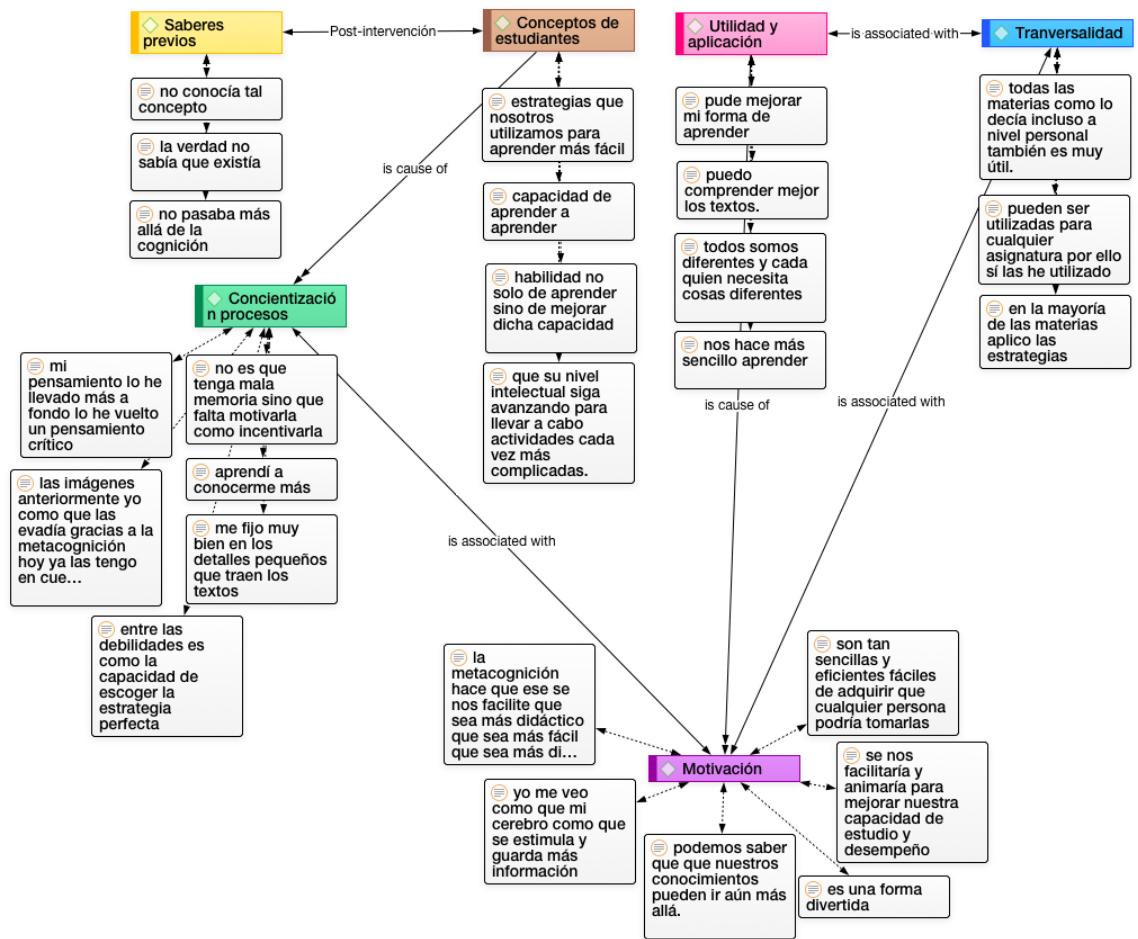 Saberes
previos
Post-intervención
Conceptos de
estudiantes
Utilidad y
aplicación
is associated with
Tranversalidad
no conocía tal
concepto
la verdad no
sabía que existía
no pasaba más
allá de la
cognición
estrategias que
nosotros
utilizamos para
aprender más fácil
capacidad de
aprender a
aprender
habilidad no
solo de aprender
sino de mejorar
dicha capacidad
que su nivel
intelectual siga
avanzando para
llevar a cabo
actividades cada
vez más
complicadas.
pude mejorar
mi forma de
aprender
puedo
comprender mejor
los textos.
todos somos
diferentes y cada
quien necesita
cosas diferentes
nos hace más
sencillo aprender
todas las
materias como lo
decía incluso a
nivel personal
también es muy
útil.
pueden ser
utilizadas para
cualquier
asignatura por ello
sí las he utilizado
en la mayoría
de las materias
aplico las
estrategias
is cause of
is cause of
is associated with
is associated with
Concientizació
n procesos
mi
pensamiento lo he
llevado más a
fondo lo he vuelto
un pensamiento
crítico
no es que
tenga mala
memoria sino que
falta motivarla
como incentivarla
las imágenes
anteriormente yo
como que las
evadía gracias a la
metacognición
hoy ya las tengo
en cue…
aprendí a
conocerme más
me fijo muy
bien en los
detalles pequeños
que traen los
textos
entre las
debilidades es
como la
capacidad de
escoger la
estrategia
perfecta
Motivación
la
metacognición
hace que ese se
nos facilite que
sea más didáctico
que sea más fácil
que sea más di…
son tan
sencillas y
eficientes fáciles
de adquirir que
cualquier persona
podría tomarlas
yo me veo
como que mi
cerebro como que
se estimula y
guarda más
información
podemos saber
que que nuestros
conocimientos
pueden ir aún más
allá.
se nos
facilitaría y
animaría para
mejorar nuestra
capacidad de
estudio y
desempeño
es una forma
divertida